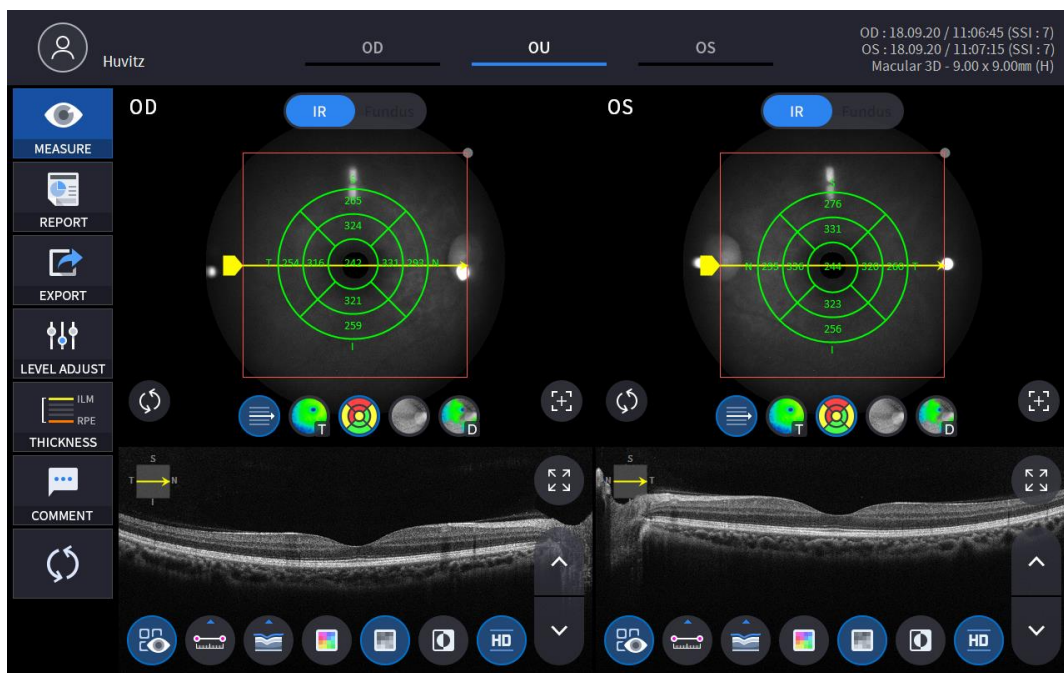 Huvitz
OD
OU
OS
OD : 18.09.20 / 11:06:45 (SSI : 7)
OS : 18.09.20 / 11:07:15 (SSI : 7)
Macular 3D - 9.00 x 9.00mm (H)
MEASURE
REPORT
EXPORT
LEVEL ADJUST
ILM
RPE
THICKNESS
COMMENT
OD
IR Fundus
265
324
T 254 316 242 331 293 N
321
259
I
T
D
OS
IR Fundus
276
331
N 336 244 320 260 T
323
256
I
T
D
S
T N
I
S
N T
HD
HD